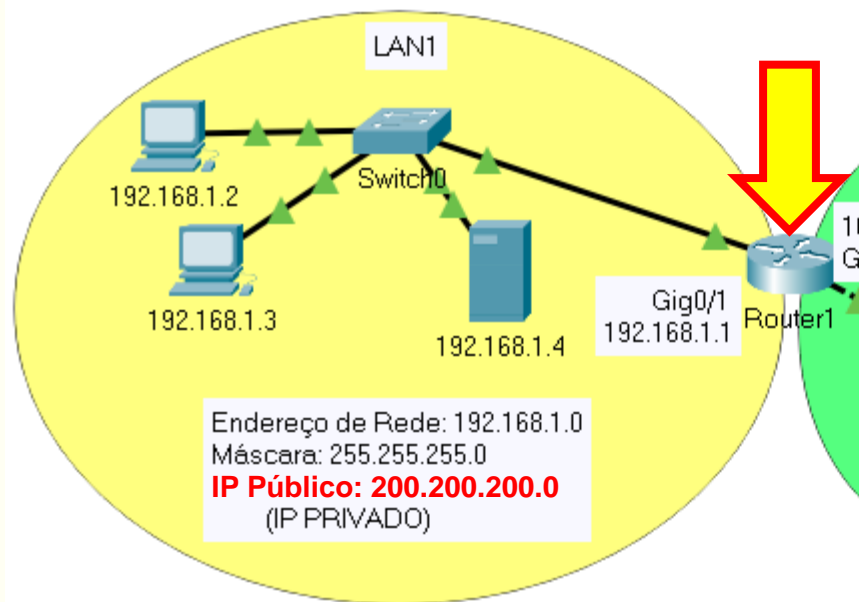 LAN1
192.168.1.2
Switch0
192.168.1.3
192.168.1.4
Gig0/1
192.168.1.1
Router1
Endereço de Rede: 192.168.1.0
Máscara: 255.255.255.0
IP Público: 200.200.200.0
(IP PRIVADO)